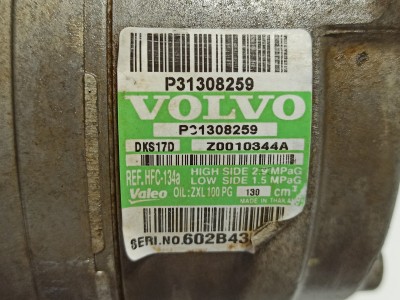 P31308259
VOLVO
P31308259
DKS17D Z0010344A
REF.HFC-134a HIGH SIDE 2.9 MPaG
LOW SIDE 1.5 MPaG
Valeo OIL:ZXL 100 PG 130 cm³
MADE IN THAILAND
SERI.NO.602B43